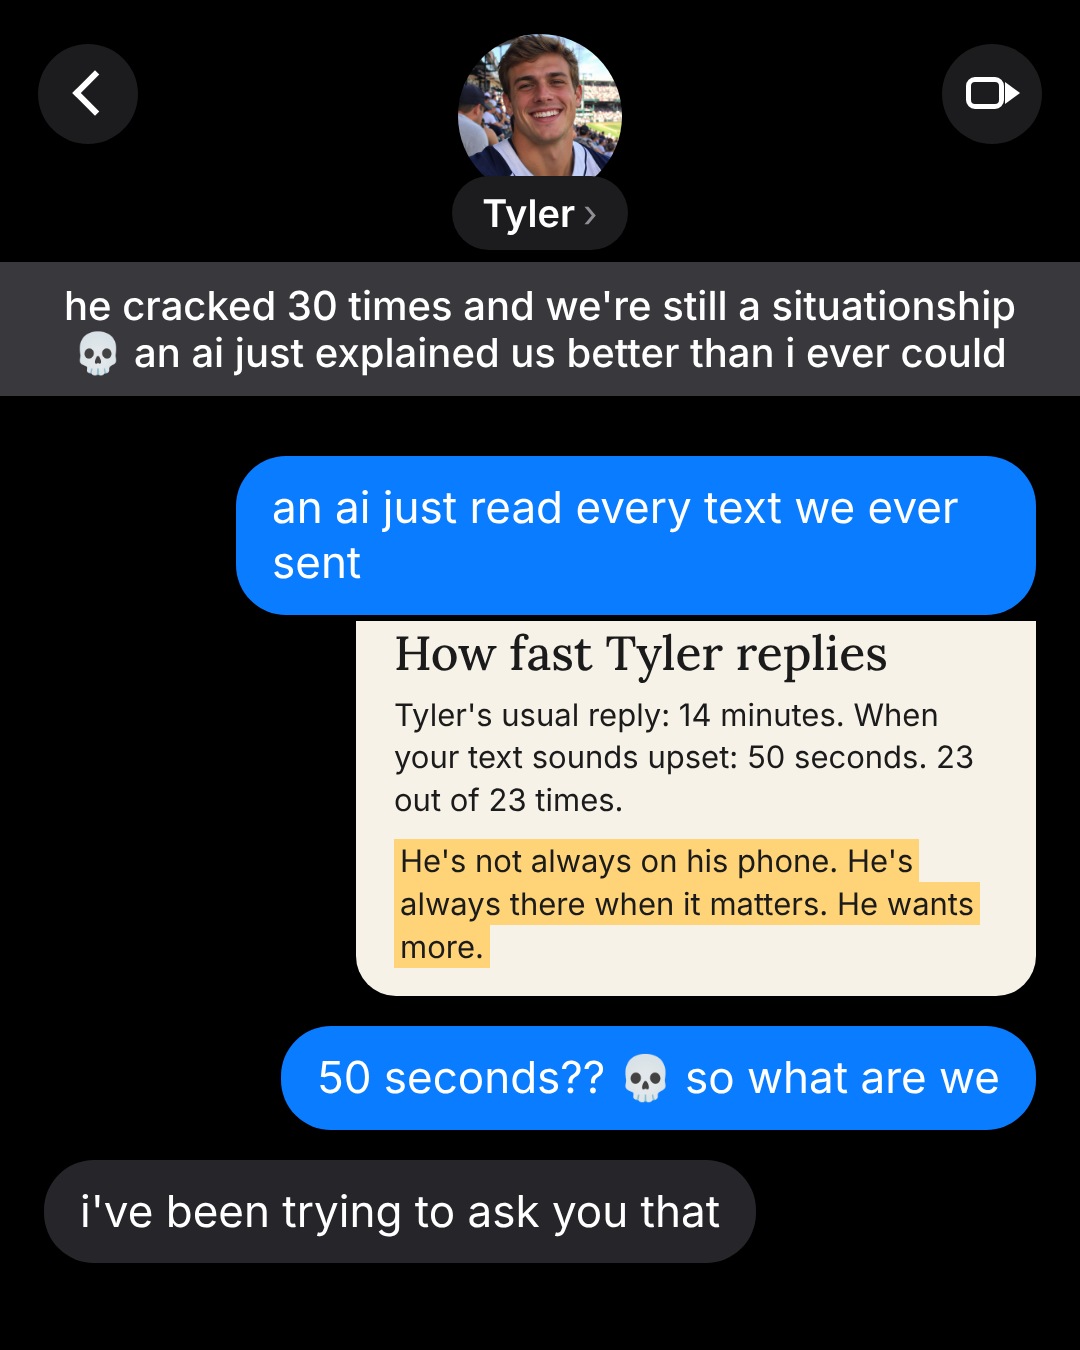 Tyler ›
he cracked 30 times and we're still a situationship
💀 an ai just explained us better than i ever could
an ai just read every text we ever
sent
How fast Tyler replies
Tyler's usual reply: 14 minutes. When
your text sounds upset: 50 seconds. 23
out of 23 times.
He's not always on his phone. He's
always there when it matters. He wants
more.
50 seconds?? 💀 so what are we
i've been trying to ask you that